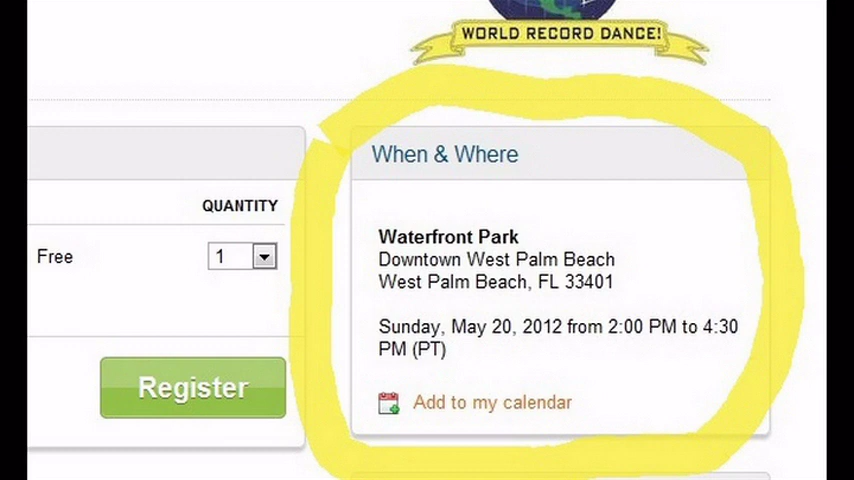 WORLD RECORD DANCE!
When & Where
QUANTITY
Free 1
Register
Waterfront Park
Downtown West Palm Beach
West Palm Beach, FL 33401
Sunday, May 20, 2012 from 2:00 PM to 4:30
PM (PT)
Add to my calendar